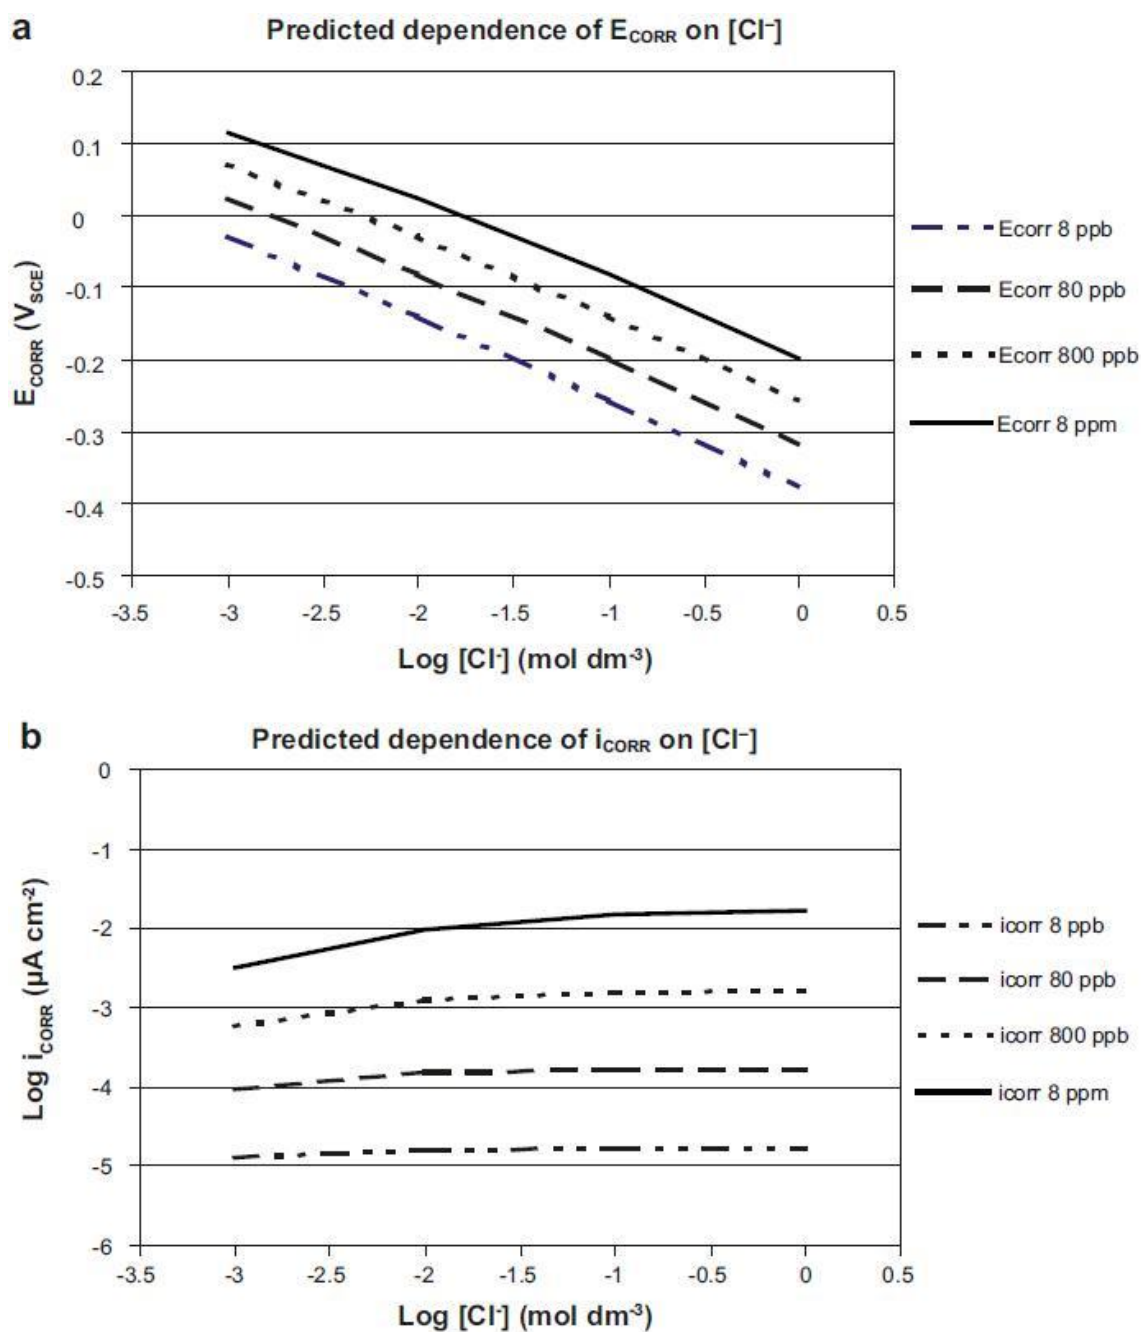 a
Predicted dependence of E_CORR on [Cl⁻]
0.2
0.1
0
-0.1
-0.2
-0.3
-0.4
-0.5
E_CORR (V_SCE)
-3.5 -3 -2.5 -2 -1.5 -1 -0.5 0 0.5
Log [Cl⁻] (mol dm⁻³)
Ecorr 8 ppb
Ecorr 80 ppb
Ecorr 800 ppb
Ecorr 8 ppm
b
Predicted dependence of i_CORR on [Cl⁻]
0
-1
-2
-3
-4
-5
-6
Log i_CORR (µA cm⁻²)
-3.5 -3 -2.5 -2 -1.5 -1 -0.5 0 0.5
Log [Cl⁻] (mol dm⁻³)
icorr 8 ppb
icorr 80 ppb
icorr 800 ppb
icorr 8 ppm